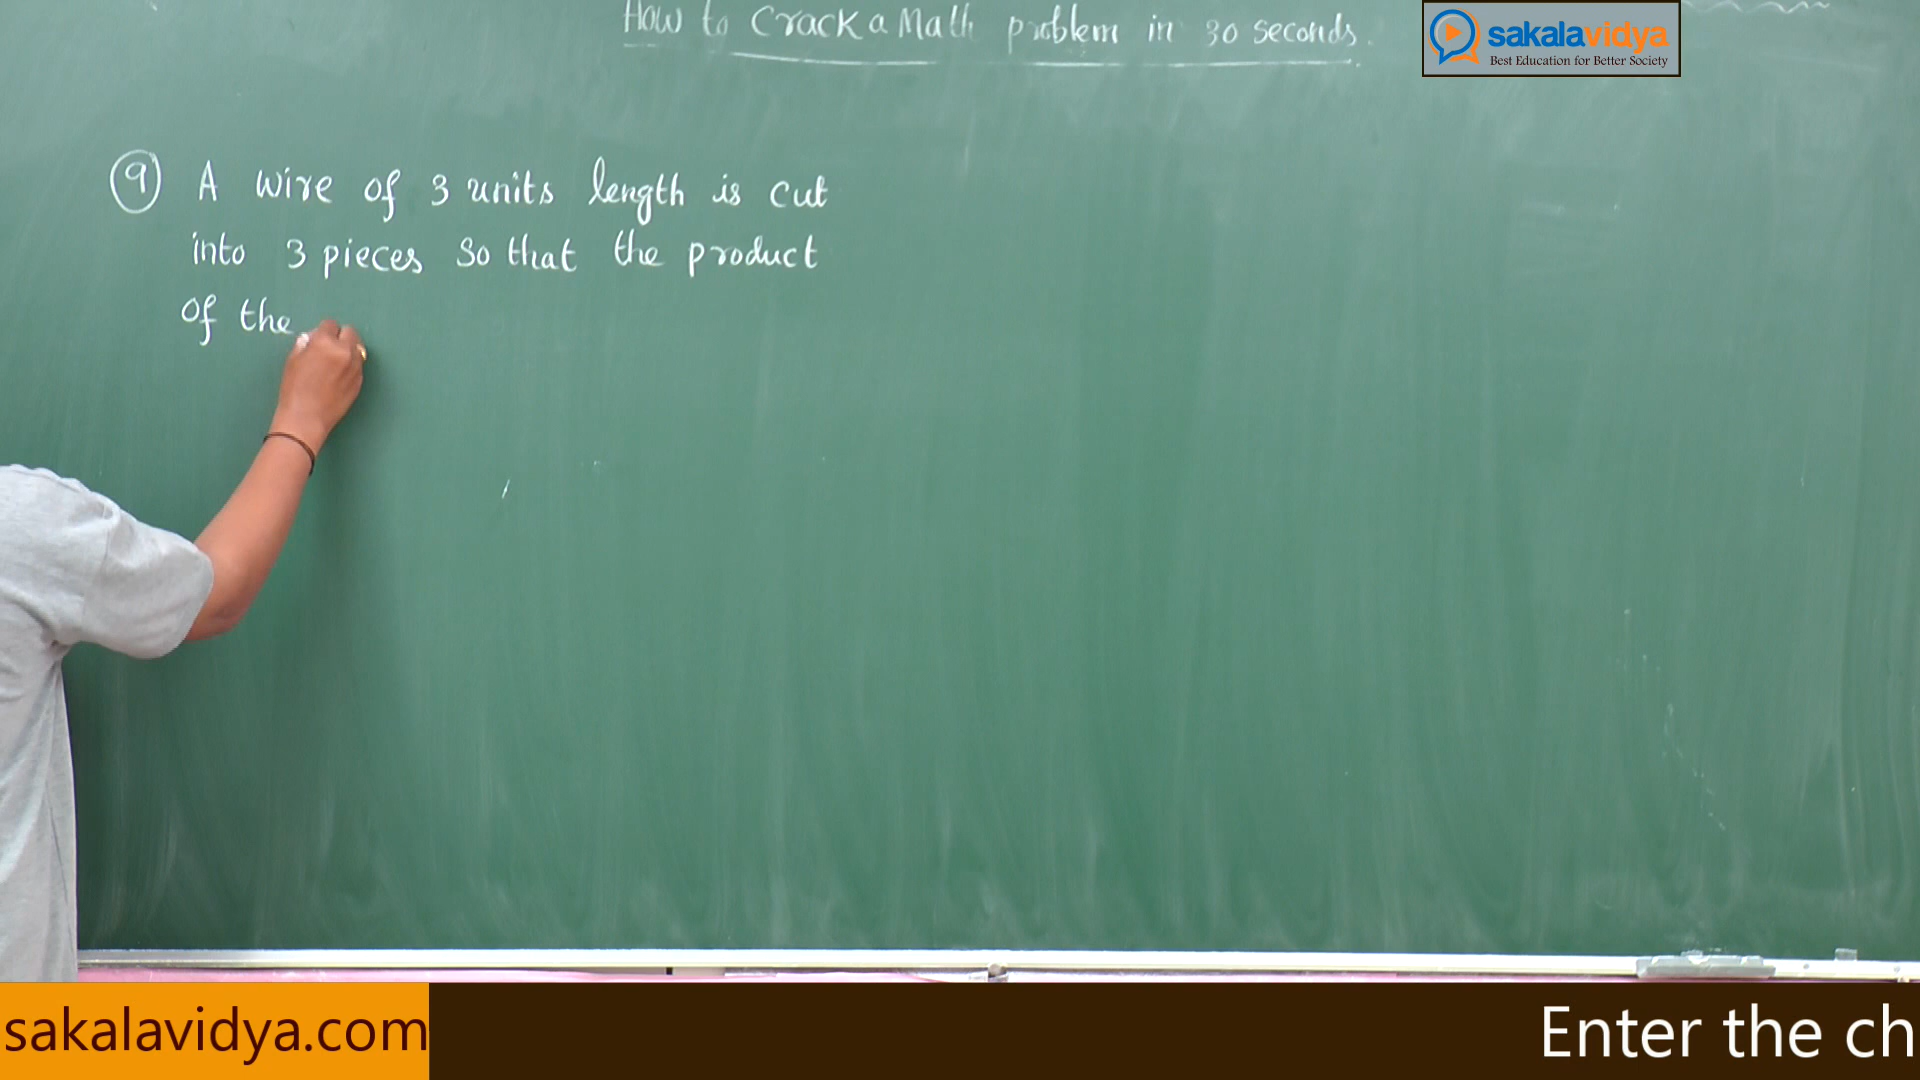 How to Crack a Math problem in 30 seconds.
sakalavidya
Best Education for Better Society
9 A wire of 3 units length is cut
into 3 pieces so that the product
of the
sakalavidya.com
Enter the ch